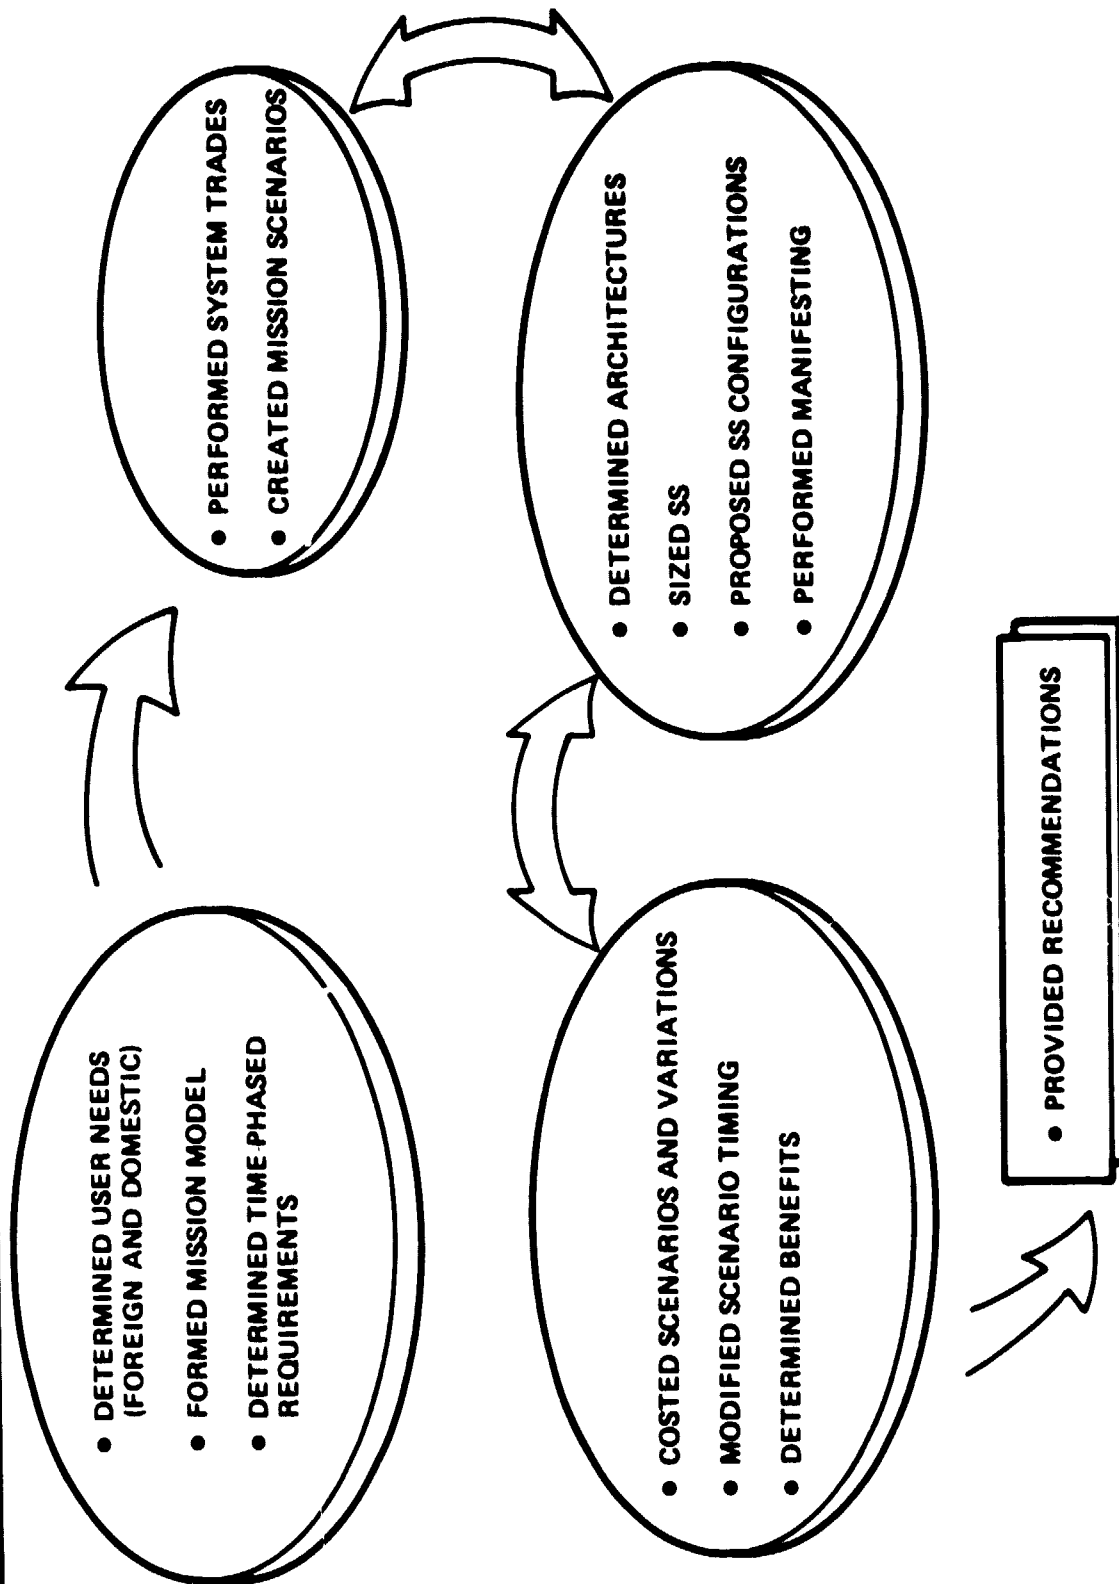 • DETERMINED USER NEEDS
(FOREIGN AND DOMESTIC)
• FORMED MISSION MODEL
• DETERMINED TIME-PHASED
REQUIREMENTS
• PERFORMED SYSTEM TRADES
• CREATED MISSION SCENARIOS
• DETERMINED ARCHITECTURES
• SIZED SS
• PROPOSED SS CONFIGURATIONS
• PERFORMED MANIFESTING
• COSTED SCENARIOS AND VARIATIONS
• MODIFIED SCENARIO TIMING
• DETERMINED BENEFITS
• PROVIDED RECOMMENDATIONS